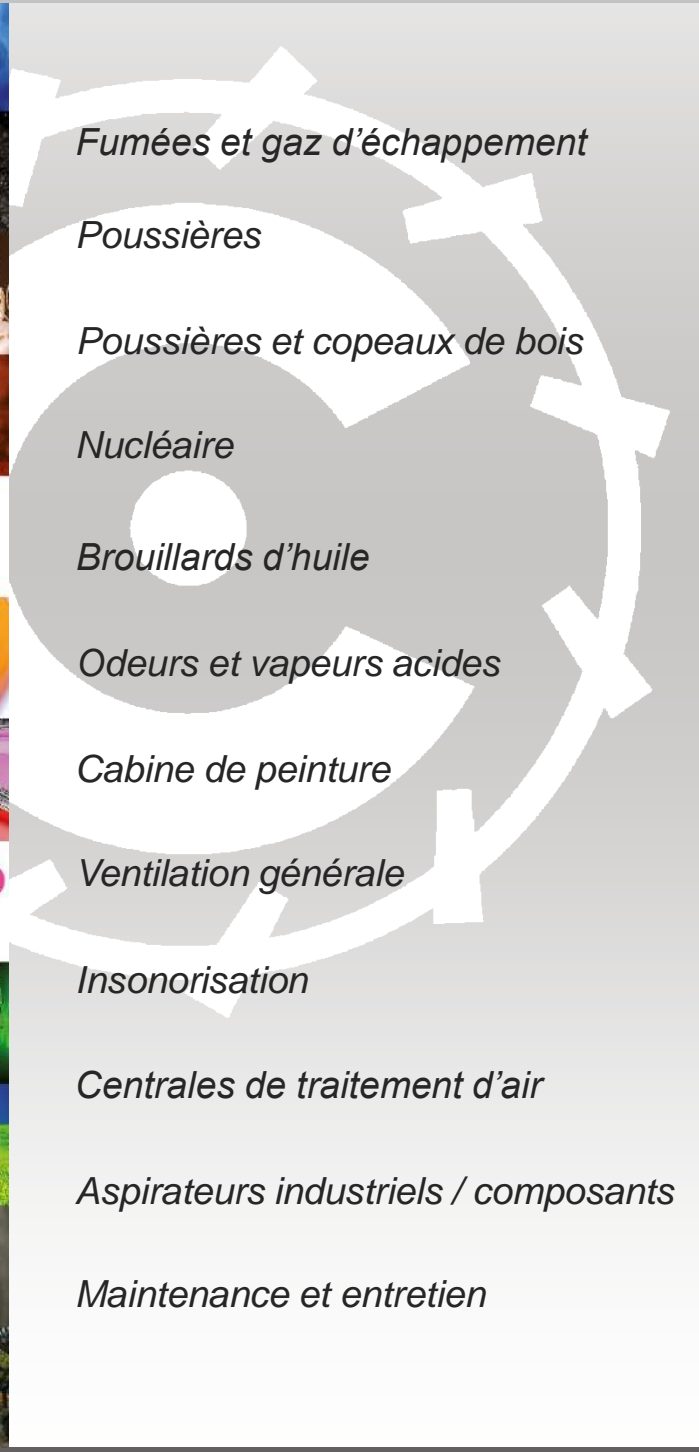 Fumées et gaz d’échappement
Poussières
Poussières et copeaux de bois
Nucléaire
Brouillards d’huile
Odeurs et vapeurs acides
Cabine de peinture
Ventilation générale
Insonorisation
Centrales de traitement d’air
Aspirateurs industriels / composants
Maintenance et entretien